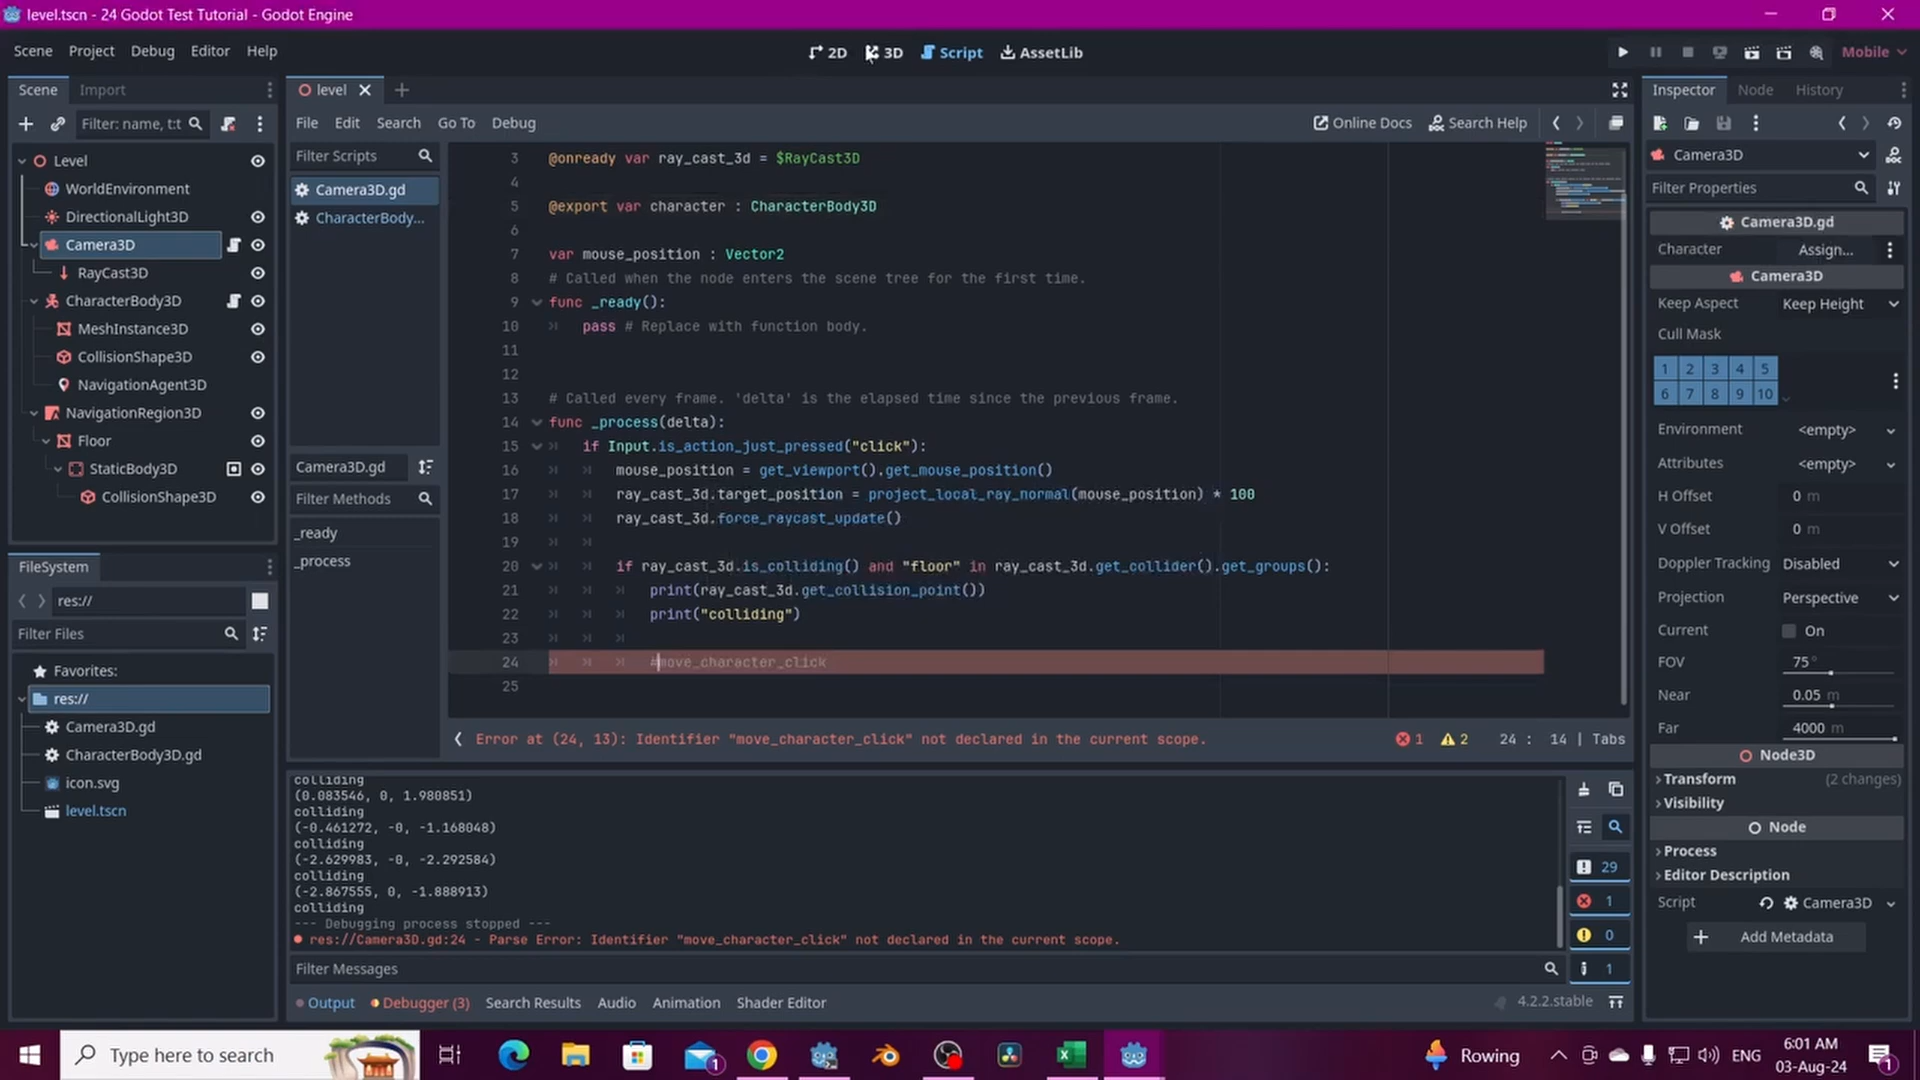 level.tscn - 24 Godot Test Tutorial - Godot Engine
Scene Project Debug Editor Help
2D 3D Script AssetLib
Mobile
Scene Import
Filter: name, t:t
Level
WorldEnvironment
DirectionalLight3D
Camera3D
RayCast3D
CharacterBody3D
MeshInstance3D
CollisionShape3D
NavigationAgent3D
NavigationRegion3D
Floor
StaticBody3D
CollisionShape3D
FileSystem
res://
Filter Files
Favorites:
res://
Camera3D.gd
CharacterBody3D.gd
icon.svg
level.tscn
level
File Edit Search Go To Debug
Online Docs Search Help
Filter Scripts
Camera3D.gd
CharacterBody...
Camera3D.gd
Filter Methods
_ready
_process
3 @onready var ray_cast_3d = $RayCast3D
4
5 @export var character : CharacterBody3D
6
7 var mouse_position : Vector2
8 # Called when the node enters the scene tree for the first time.
9 func _ready():
10 pass # Replace with function body.
11
12
13 # Called every frame. 'delta' is the elapsed time since the previous frame.
14 func _process(delta):
15 if Input.is_action_just_pressed("click"):
16 mouse_position = get_viewport().get_mouse_position()
17 ray_cast_3d.target_position = project_local_ray_normal(mouse_position) * 100
18 ray_cast_3d.force_raycast_update()
19
20 if ray_cast_3d.is_colliding() and "floor" in ray_cast_3d.get_collider().get_groups():
21 print(ray_cast_3d.get_collision_point())
22 print("colliding")
23
24 #move_character_click
25
Error at (24, 13): Identifier "move_character_click" not declared in the current scope.
1 2 24 : 14 | Tabs
colliding
(0.083546, 0, 1.980851)
colliding
(-0.461272, -0, -1.168048)
colliding
(-2.629983, -0, -2.292584)
colliding
(-2.867555, 0, -1.888913)
colliding
--- Debugging process stopped ---
res://Camera3D.gd:24 - Parse Error: Identifier "move_character_click" not declared in the current scope.
Filter Messages
29
1
0
1
Output Debugger (3) Search Results Audio Animation Shader Editor
4.2.2.stable
Inspector Node History
Camera3D
Filter Properties
Camera3D.gd
Character Assign...
Camera3D
Keep Aspect Keep Height
Cull Mask
1 2 3 4 5
6 7 8 9 10
Environment <empty>
Attributes <empty>
H Offset 0 m
V Offset 0 m
Doppler Tracking Disabled
Projection Perspective
Current On
FOV 75 °
Near 0.05 m
Far 4000 m
Node3D
Transform (2 changes)
Visibility
Node
Process
Editor Description
Script Camera3D
Add Metadata
Type here to search
1
Rowing
ENG
6:01 AM
03-Aug-24
1